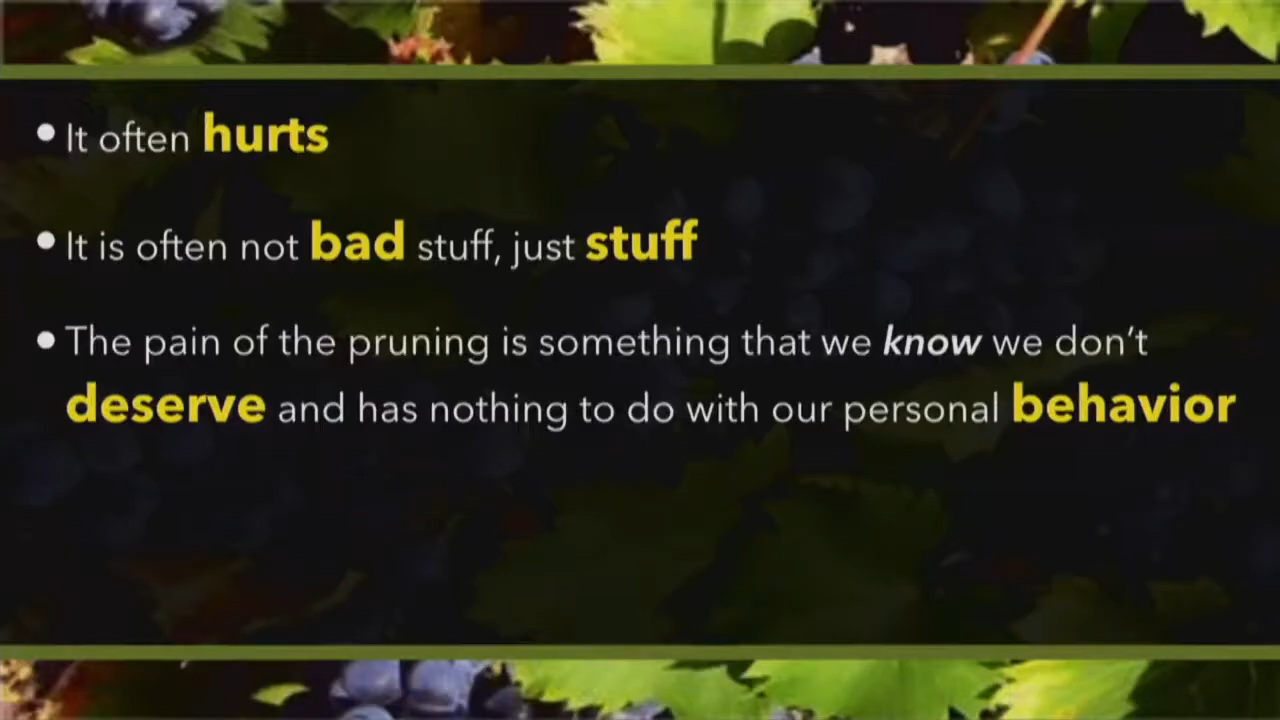 • It often hurts
• It is often not bad stuff, just stuff
• The pain of the pruning is something that we know we don’t
deserve and has nothing to do with our personal behavior